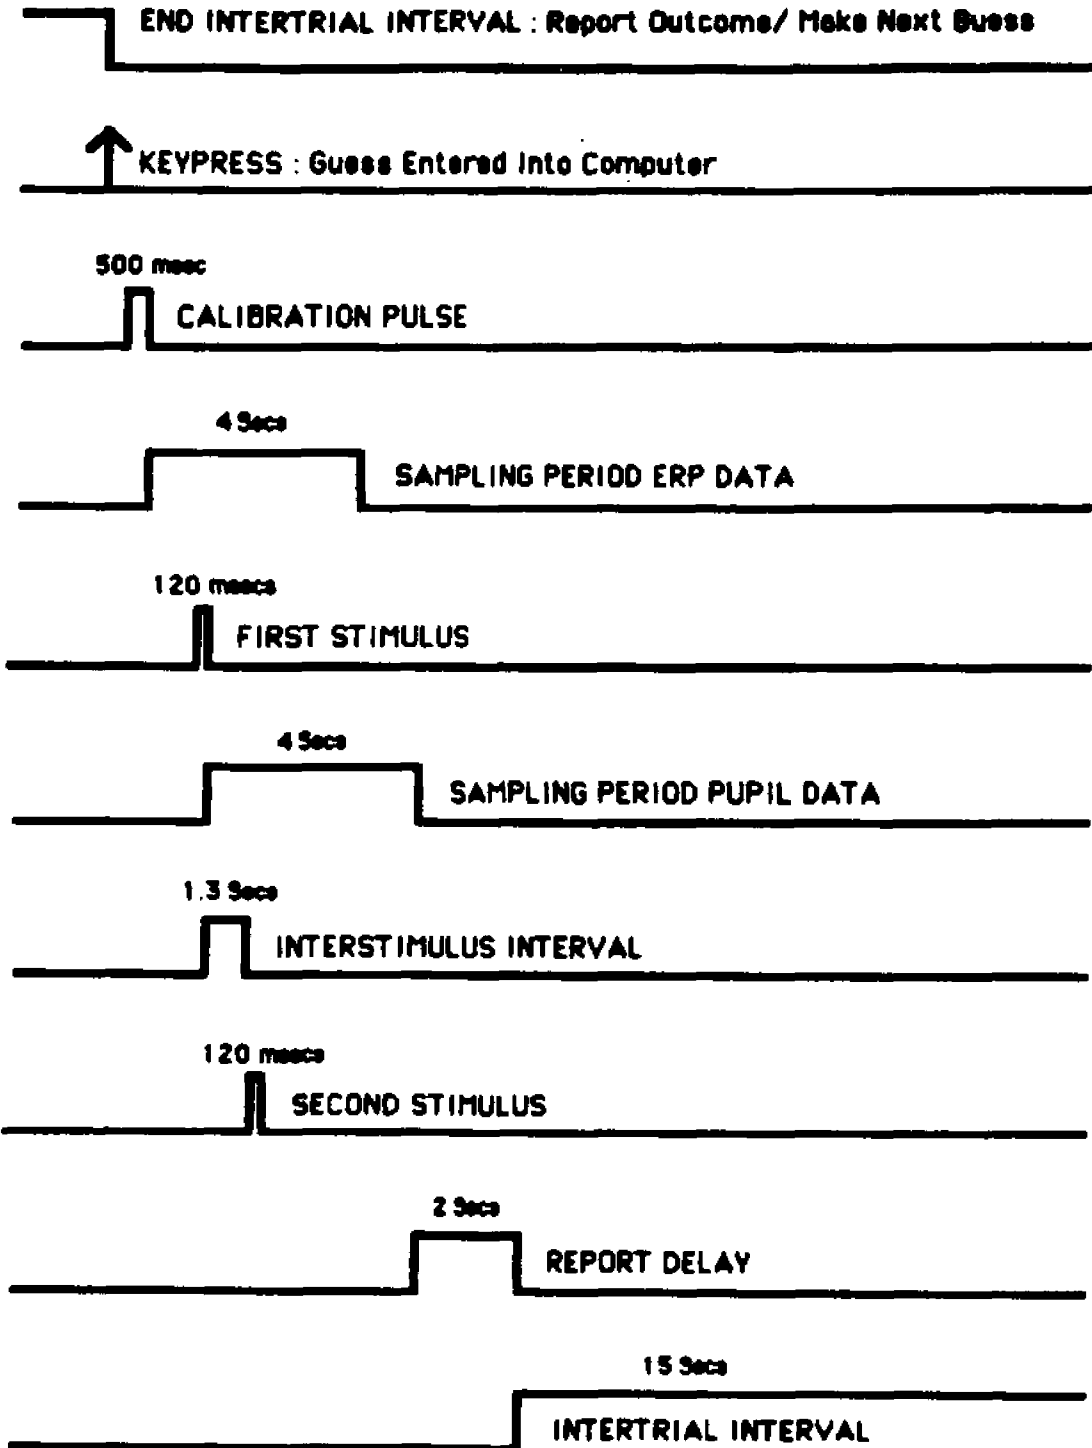 END INTERTRIAL INTERVAL : Report Outcome/ Make Next Guess
KEYPRESS : Guess Entered Into Computer
500 msec
CALIBRATION PULSE
4 Secs
SAMPLING PERIOD ERP DATA
120 msecs
FIRST STIMULUS
4 Secs
SAMPLING PERIOD PUPIL DATA
1.3 Secs
INTERSTIMULUS INTERVAL
120 msecs
SECOND STIMULUS
2 Secs
REPORT DELAY
15 Secs
INTERTRIAL INTERVAL